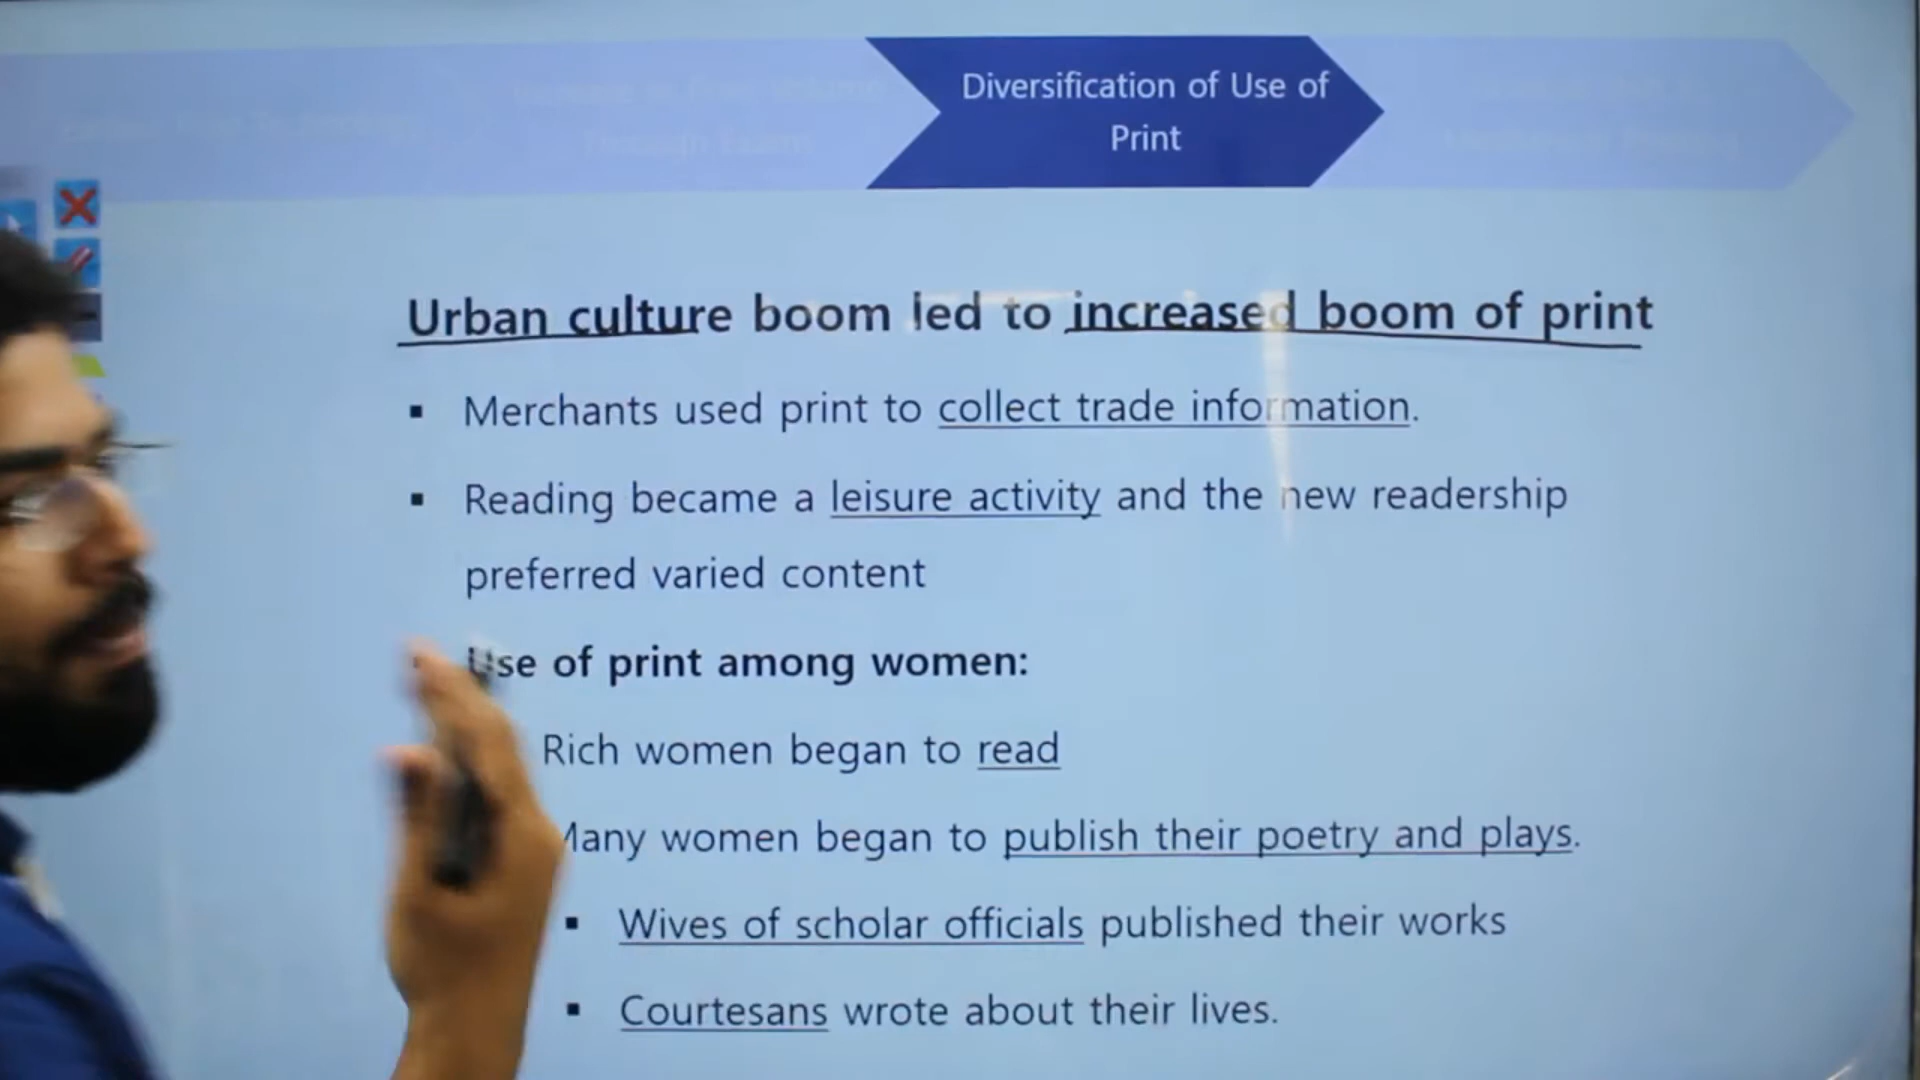 Diversification of Use of
Print
Urban culture boom led to increased boom of print
▪ Merchants used print to collect trade information.
▪ Reading became a leisure activity and the new readership
preferred varied content
Use of print among women:
Rich women began to read
Many women began to publish their poetry and plays.
▪ Wives of scholar officials published their works
▪ Courtesans wrote about their lives.